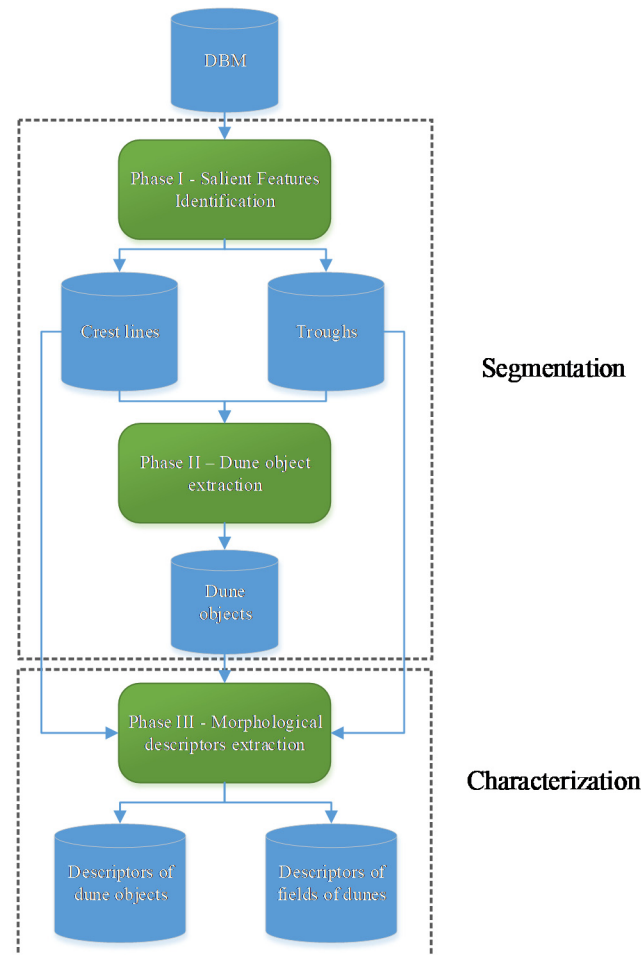 DBM
Phase I - Salient Features
Identification
Crest lines
Troughs
Segmentation
Phase II – Dune object
extraction
Dune
objects
Phase III - Morphological
descriptors extraction
Characterization
Descriptors of
dune objects
Descriptors of
fields of dunes